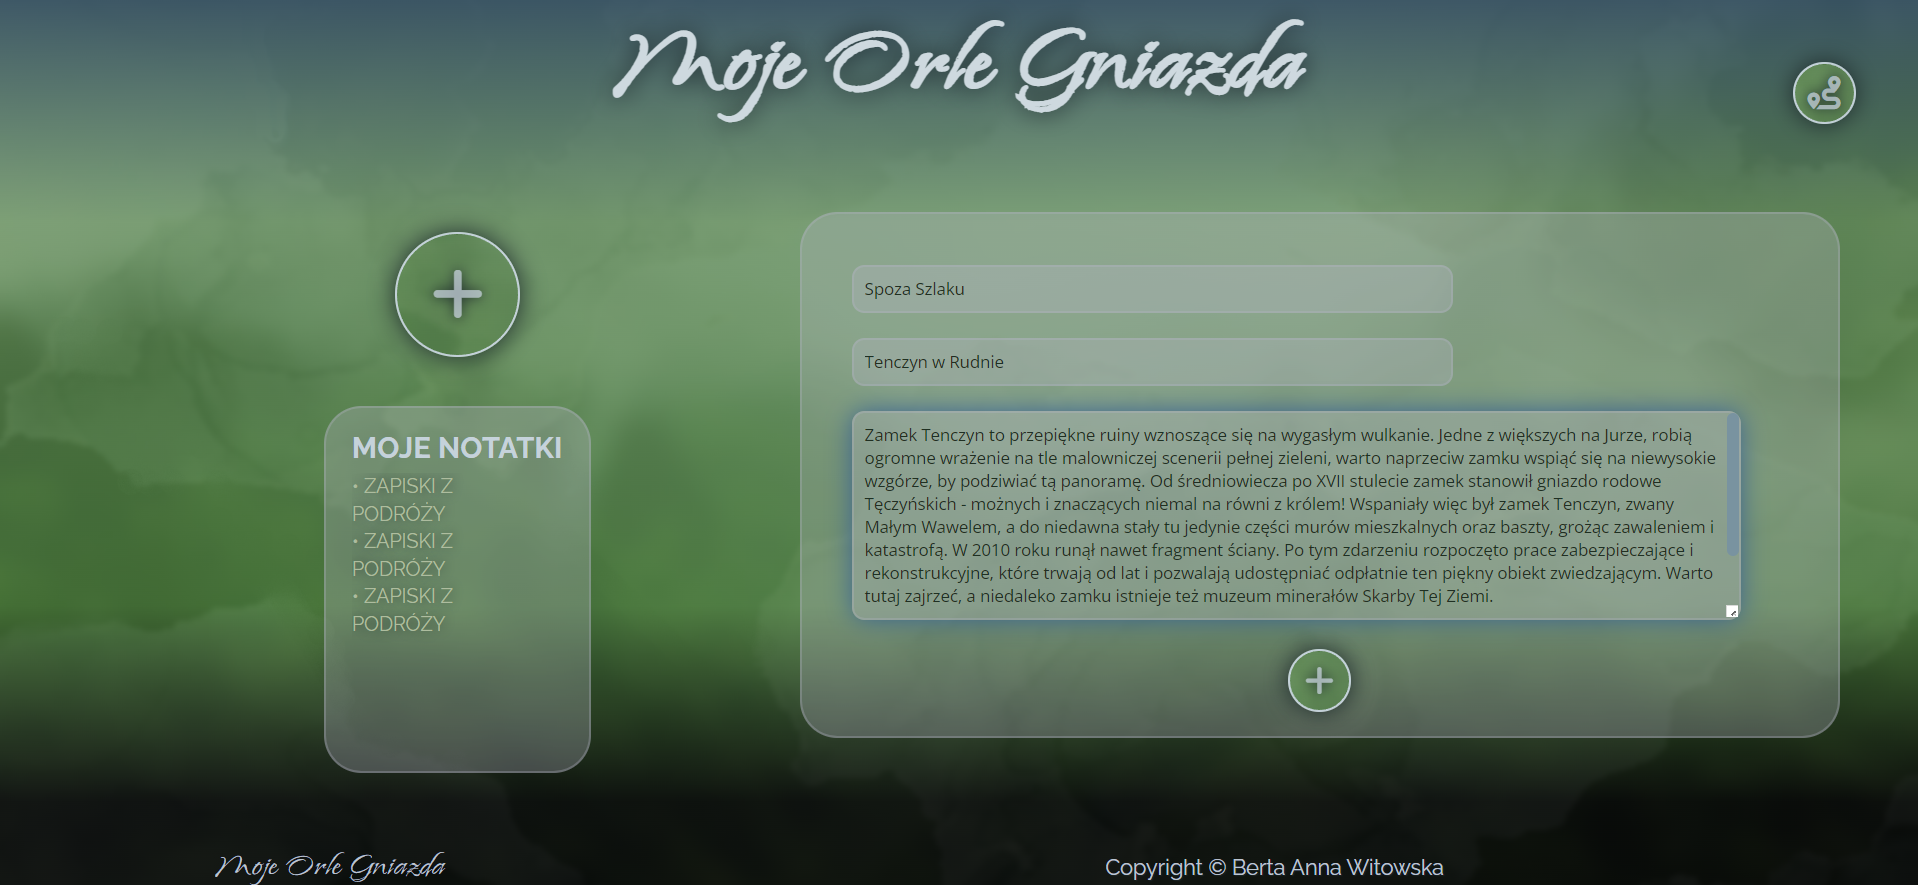 Moje Orle Gniazda
MOJE NOTATKI
• ZAPISKI Z
PODRÓŻY
• ZAPISKI Z
PODRÓŻY
• ZAPISKI Z
PODRÓŻY
Spoza Szlaku
Tenczyn w Rudnie
Zamek Tenczyn to przepiękne ruiny wznoszące się na wygasłym wulkanie. Jedne z większych na Jurze, robią
ogromne wrażenie na tle malowniczej scenerii pełnej zieleni, warto naprzeciw zamku wspiąć się na niewysokie
wzgórze, by podziwiać tą panoramę. Od średniowiecza po XVII stulecie zamek stanowił gniazdo rodowe
Tęczyńskich - możnych i znaczących niemal na równi z królem! Wspaniały więc był zamek Tenczyn, zwany
Małym Wawelem, a do niedawna stały tu jedynie części murów mieszkalnych oraz baszty, grożąc zawaleniem i
katastrofą. W 2010 roku runął nawet fragment ściany. Po tym zdarzeniu rozpoczęto prace zabezpieczające i
rekonstrukcyjne, które trwają od lat i pozwalają udostępniać odpłatnie ten piękny obiekt zwiedzającym. Warto
tutaj zajrzeć, a niedaleko zamku istnieje też muzeum minerałów Skarby Tej Ziemi.
Moje Orle Gniazda
Copyright © Berta Anna Witowska